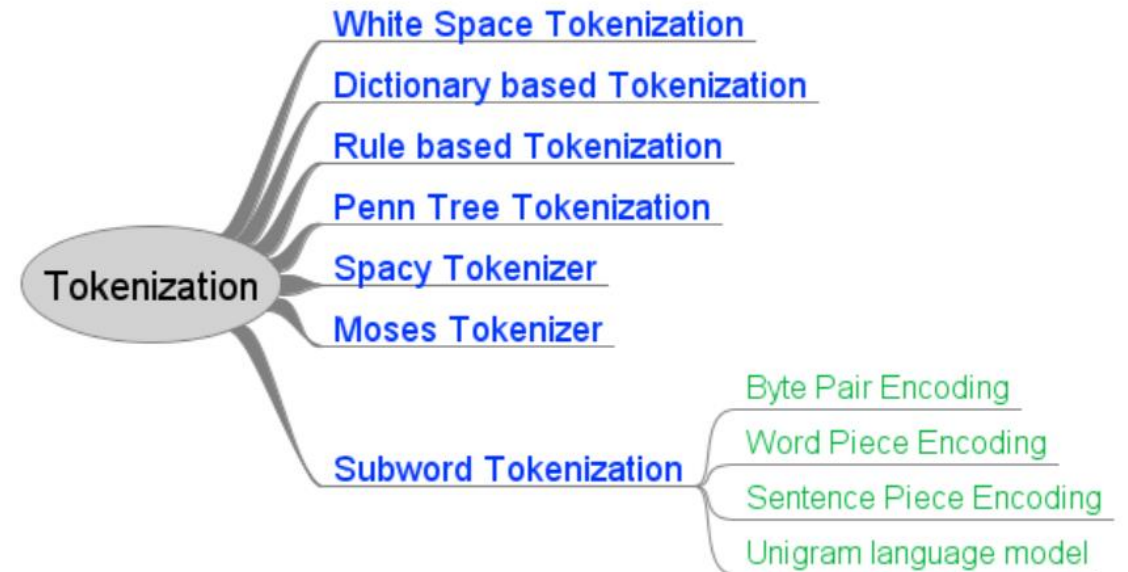 White Space Tokenization
Dictionary based Tokenization
Rule based Tokenization
Penn Tree Tokenization
Spacy Tokenizer
Moses Tokenizer
Tokenization
Subword Tokenization
Byte Pair Encoding
Word Piece Encoding
Sentence Piece Encoding
Unigram language model